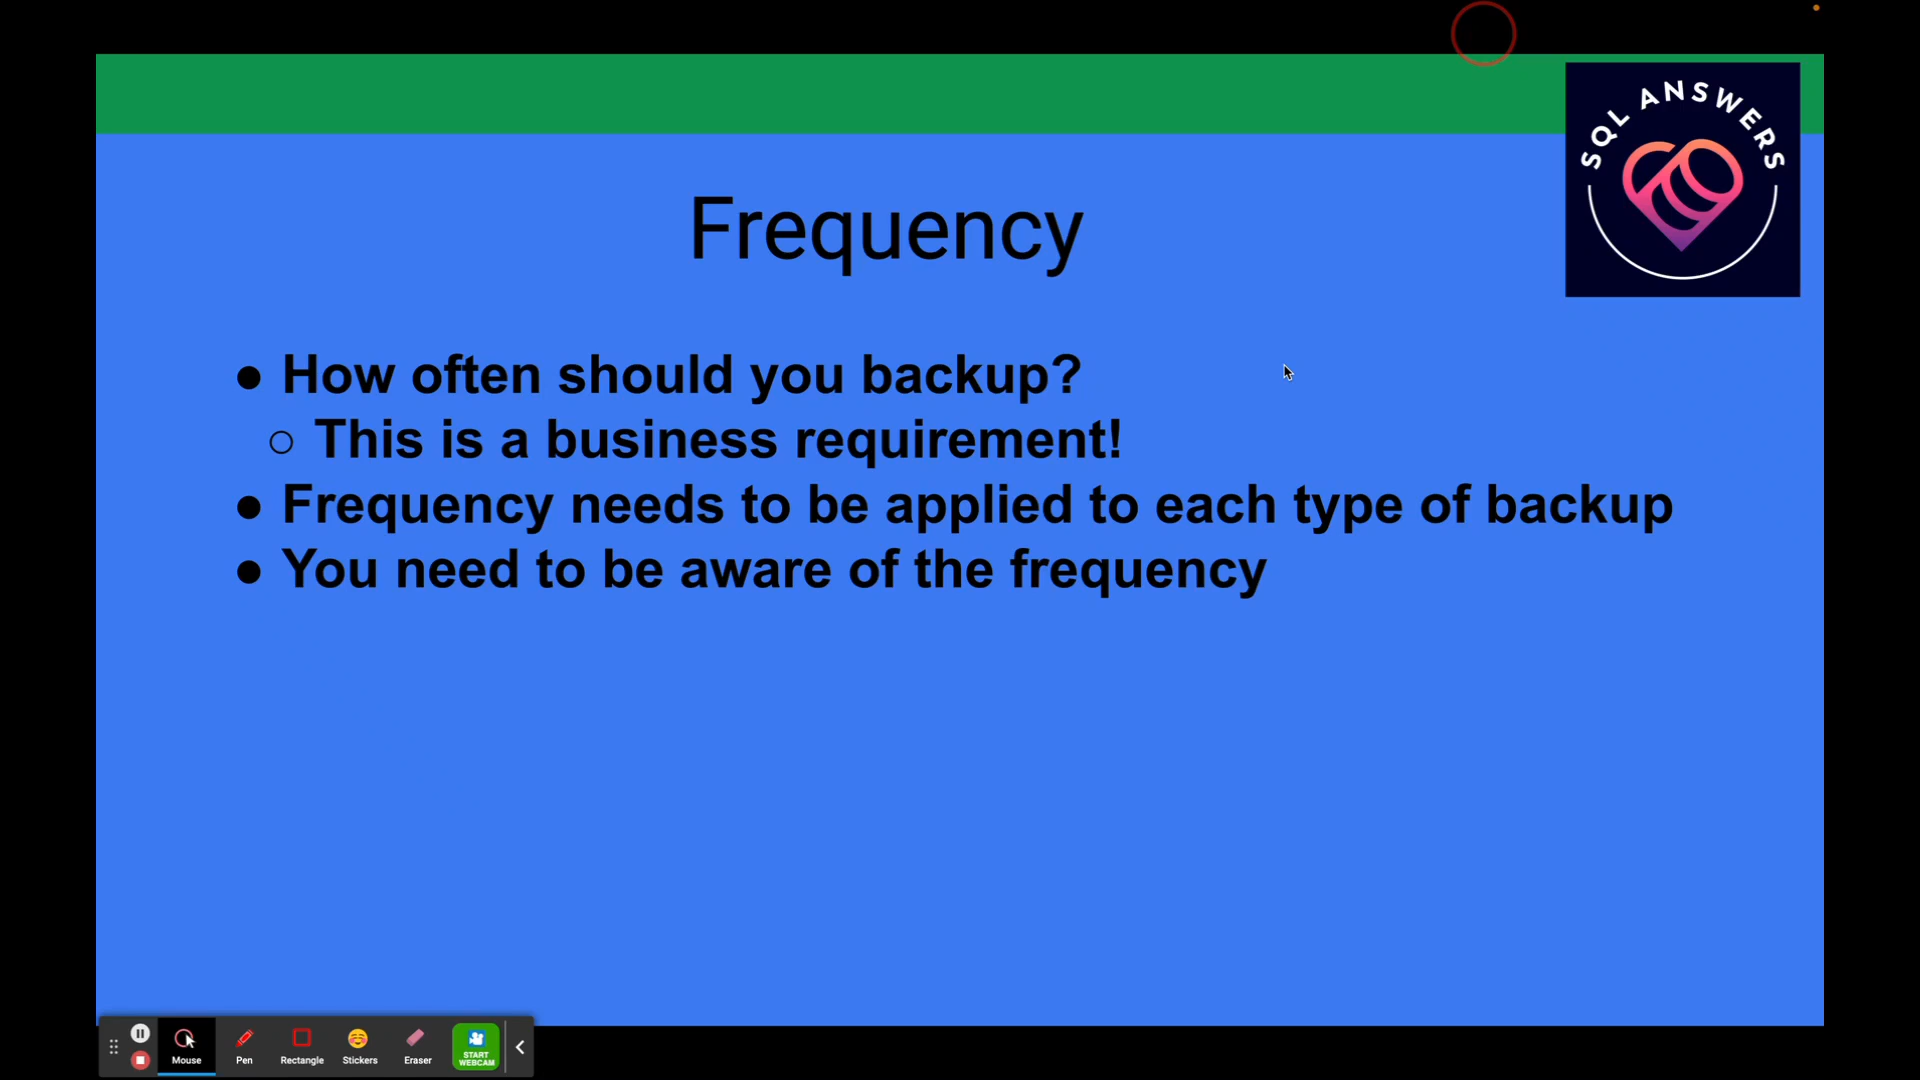 SQL ANSWERS
Frequency
● How often should you backup?
○ This is a business requirement!
● Frequency needs to be applied to each type of backup
● You need to be aware of the frequency
Mouse
Pen
Rectangle
Stickers
Eraser
START
WEBCAM